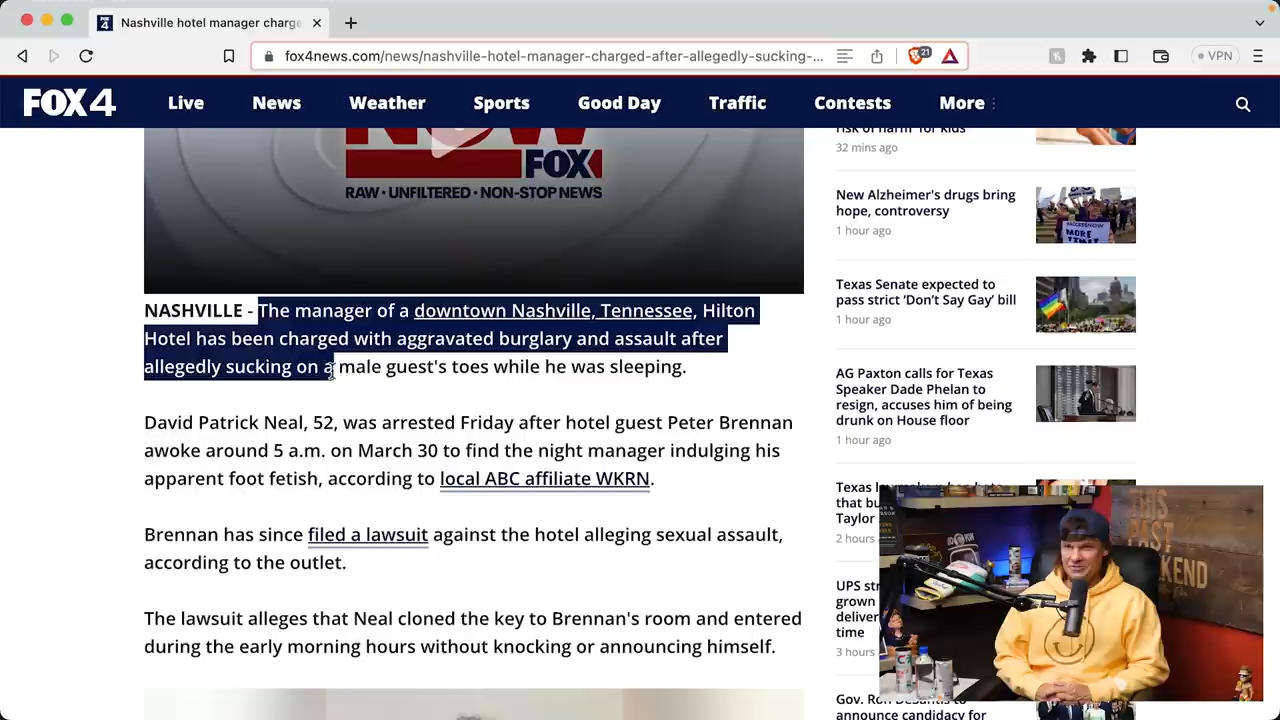 Nashville hotel manager charge
fox4news.com/news/nashville-hotel-manager-charged-after-allegedly-sucking-...
21
VPN
FOX 4
Live
News
Weather
Sports
Good Day
Traffic
Contests
More
NOW
FOX
RAW · UNFILTERED · NON-STOP NEWS
NASHVILLE - The manager of a downtown Nashville, Tennessee, Hilton
Hotel has been charged with aggravated burglary and assault after
allegedly sucking on a male guest's toes while he was sleeping.
David Patrick Neal, 52, was arrested Friday after hotel guest Peter Brennan
awoke around 5 a.m. on March 30 to find the night manager indulging his
apparent foot fetish, according to local ABC affiliate WKRN.
Brennan has since filed a lawsuit against the hotel alleging sexual assault,
according to the outlet.
The lawsuit alleges that Neal cloned the key to Brennan's room and entered
during the early morning hours without knocking or announcing himself.
risk of harm' for kids
32 mins ago
New Alzheimer's drugs bring
hope, controversy
1 hour ago
Texas Senate expected to
pass strict ‘Don’t Say Gay’ bill
1 hour ago
AG Paxton calls for Texas
Speaker Dade Phelan to
resign, accuses him of being
drunk on House floor
1 hour ago
Texas
that bu
Taylor
2 hours
UPS str
grown
deliver
time
3 hours
Gov. Ron DeSantis to
announce candidacy for
THIS
PAST
WEEKEND